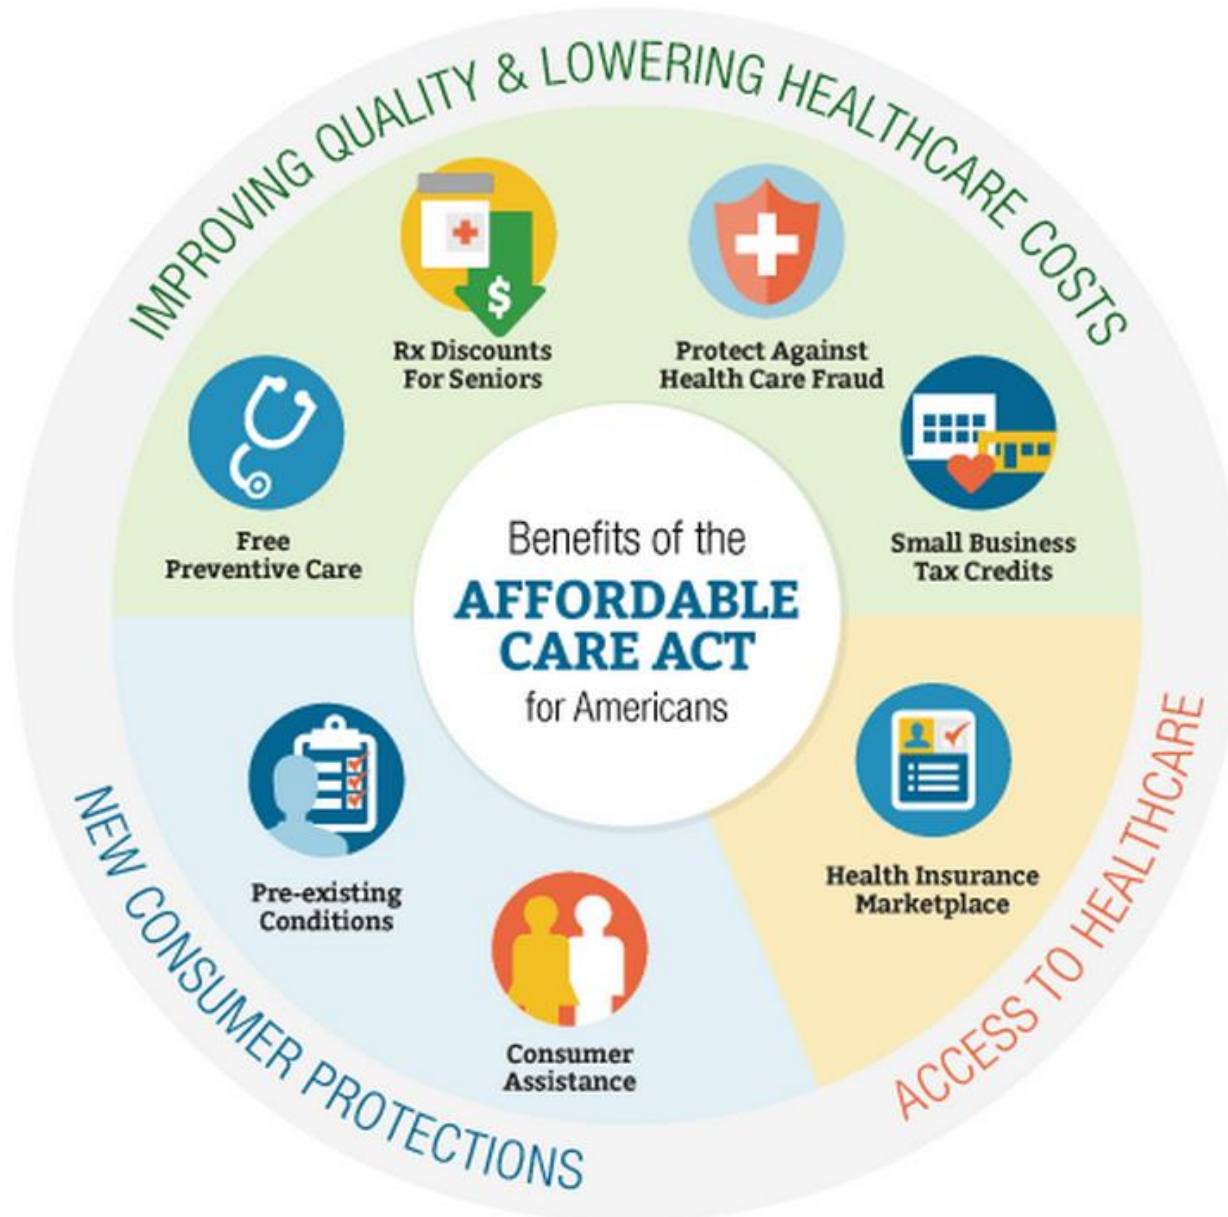 IMPROVING QUALITY & LOWERING HEALTHCARE COSTS
Rx Discounts
For Seniors
Protect Against
Health Care Fraud
Free
Preventive Care
Small Business
Tax Credits
Benefits of the
AFFORDABLE
CARE ACT
for Americans
Pre-existing
Conditions
Consumer
Assistance
Health Insurance
Marketplace
NEW CONSUMER PROTECTIONS
ACCESS TO HEALTHCARE
$